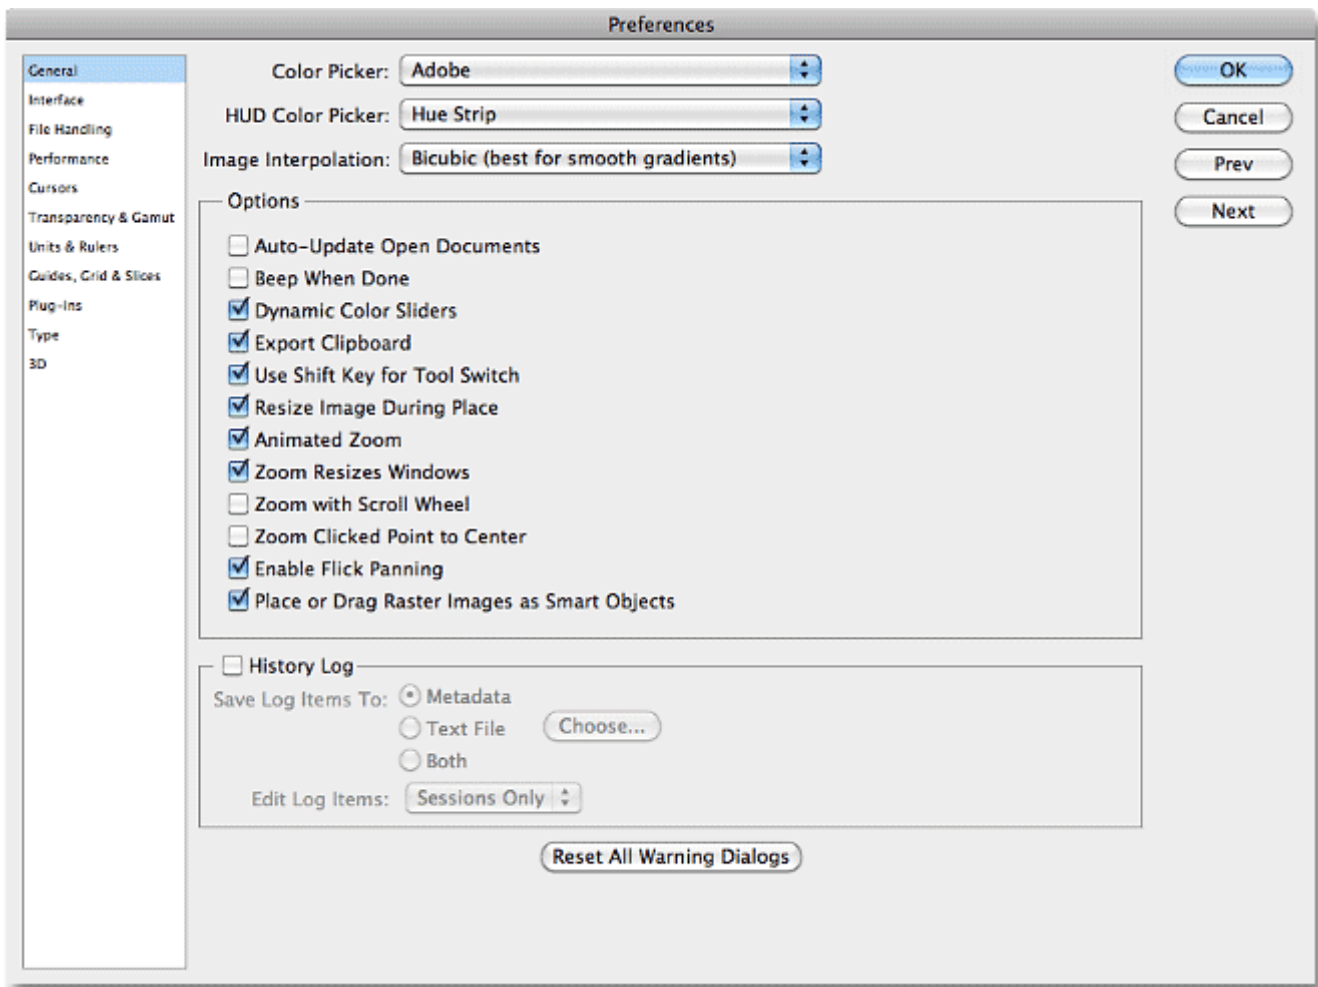 Preferences
General
Interface
File Handling
Performance
Cursors
Transparency & Gamut
Units & Rulers
Guides, Grid & Slices
Plug-Ins
Type
3D
Color Picker: Adobe
HUD Color Picker: Hue Strip
Image Interpolation: Bicubic (best for smooth gradients)
Options
Auto-Update Open Documents
Beep When Done
Dynamic Color Sliders
Export Clipboard
Use Shift Key for Tool Switch
Resize Image During Place
Animated Zoom
Zoom Resizes Windows
Zoom with Scroll Wheel
Zoom Clicked Point to Center
Enable Flick Panning
Place or Drag Raster Images as Smart Objects
History Log
Save Log Items To: Metadata
Text File Choose...
Both
Edit Log Items: Sessions Only
Reset All Warning Dialogs
OK
Cancel
Prev
Next